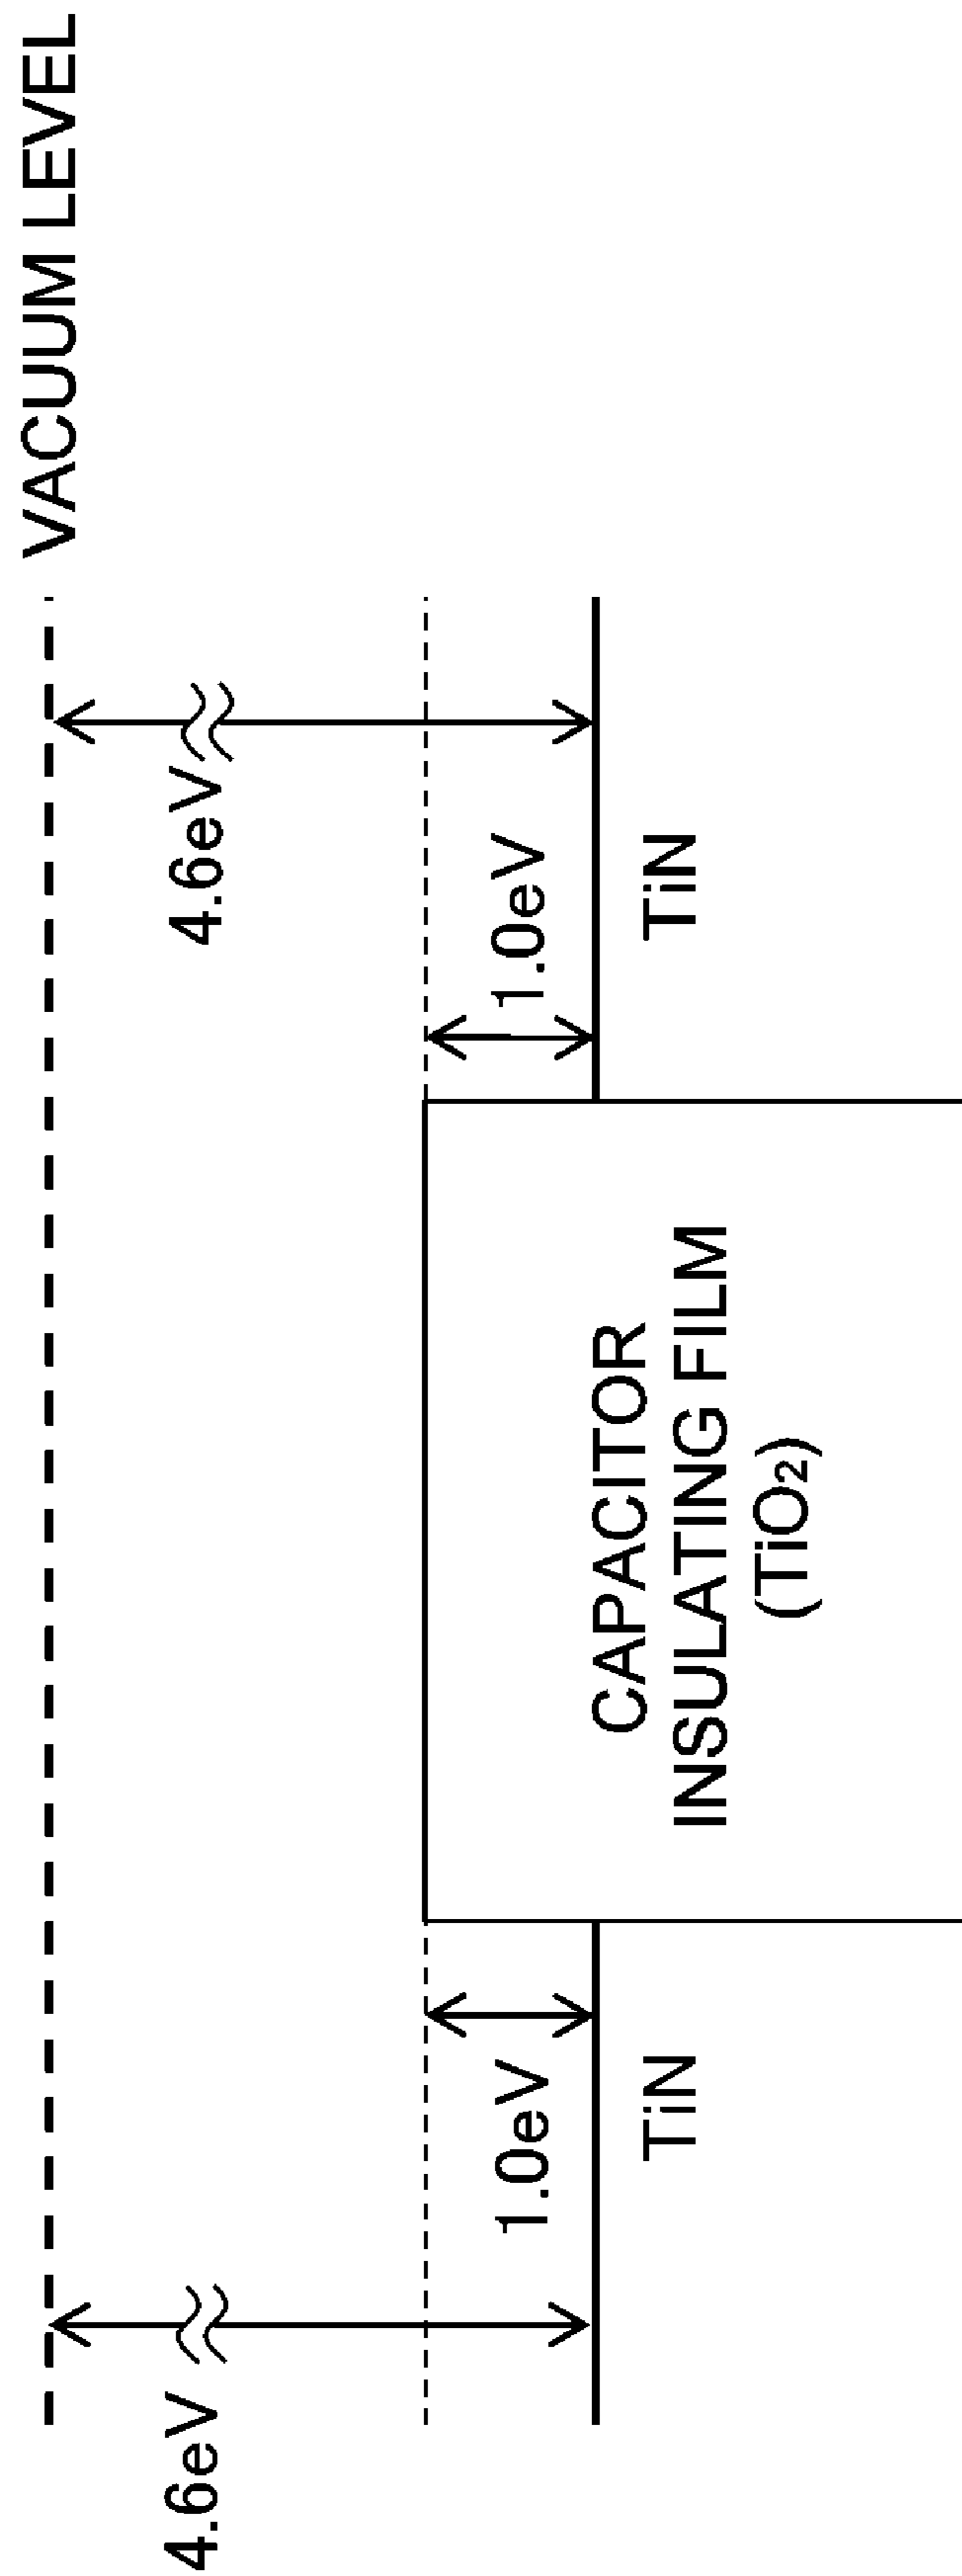 VACUUM LEVEL
4.6eV
4.6eV
1.0eV
1.0eV
TiN
CAPACITOR
INSULATING FILM
(TiO₂)
TiN